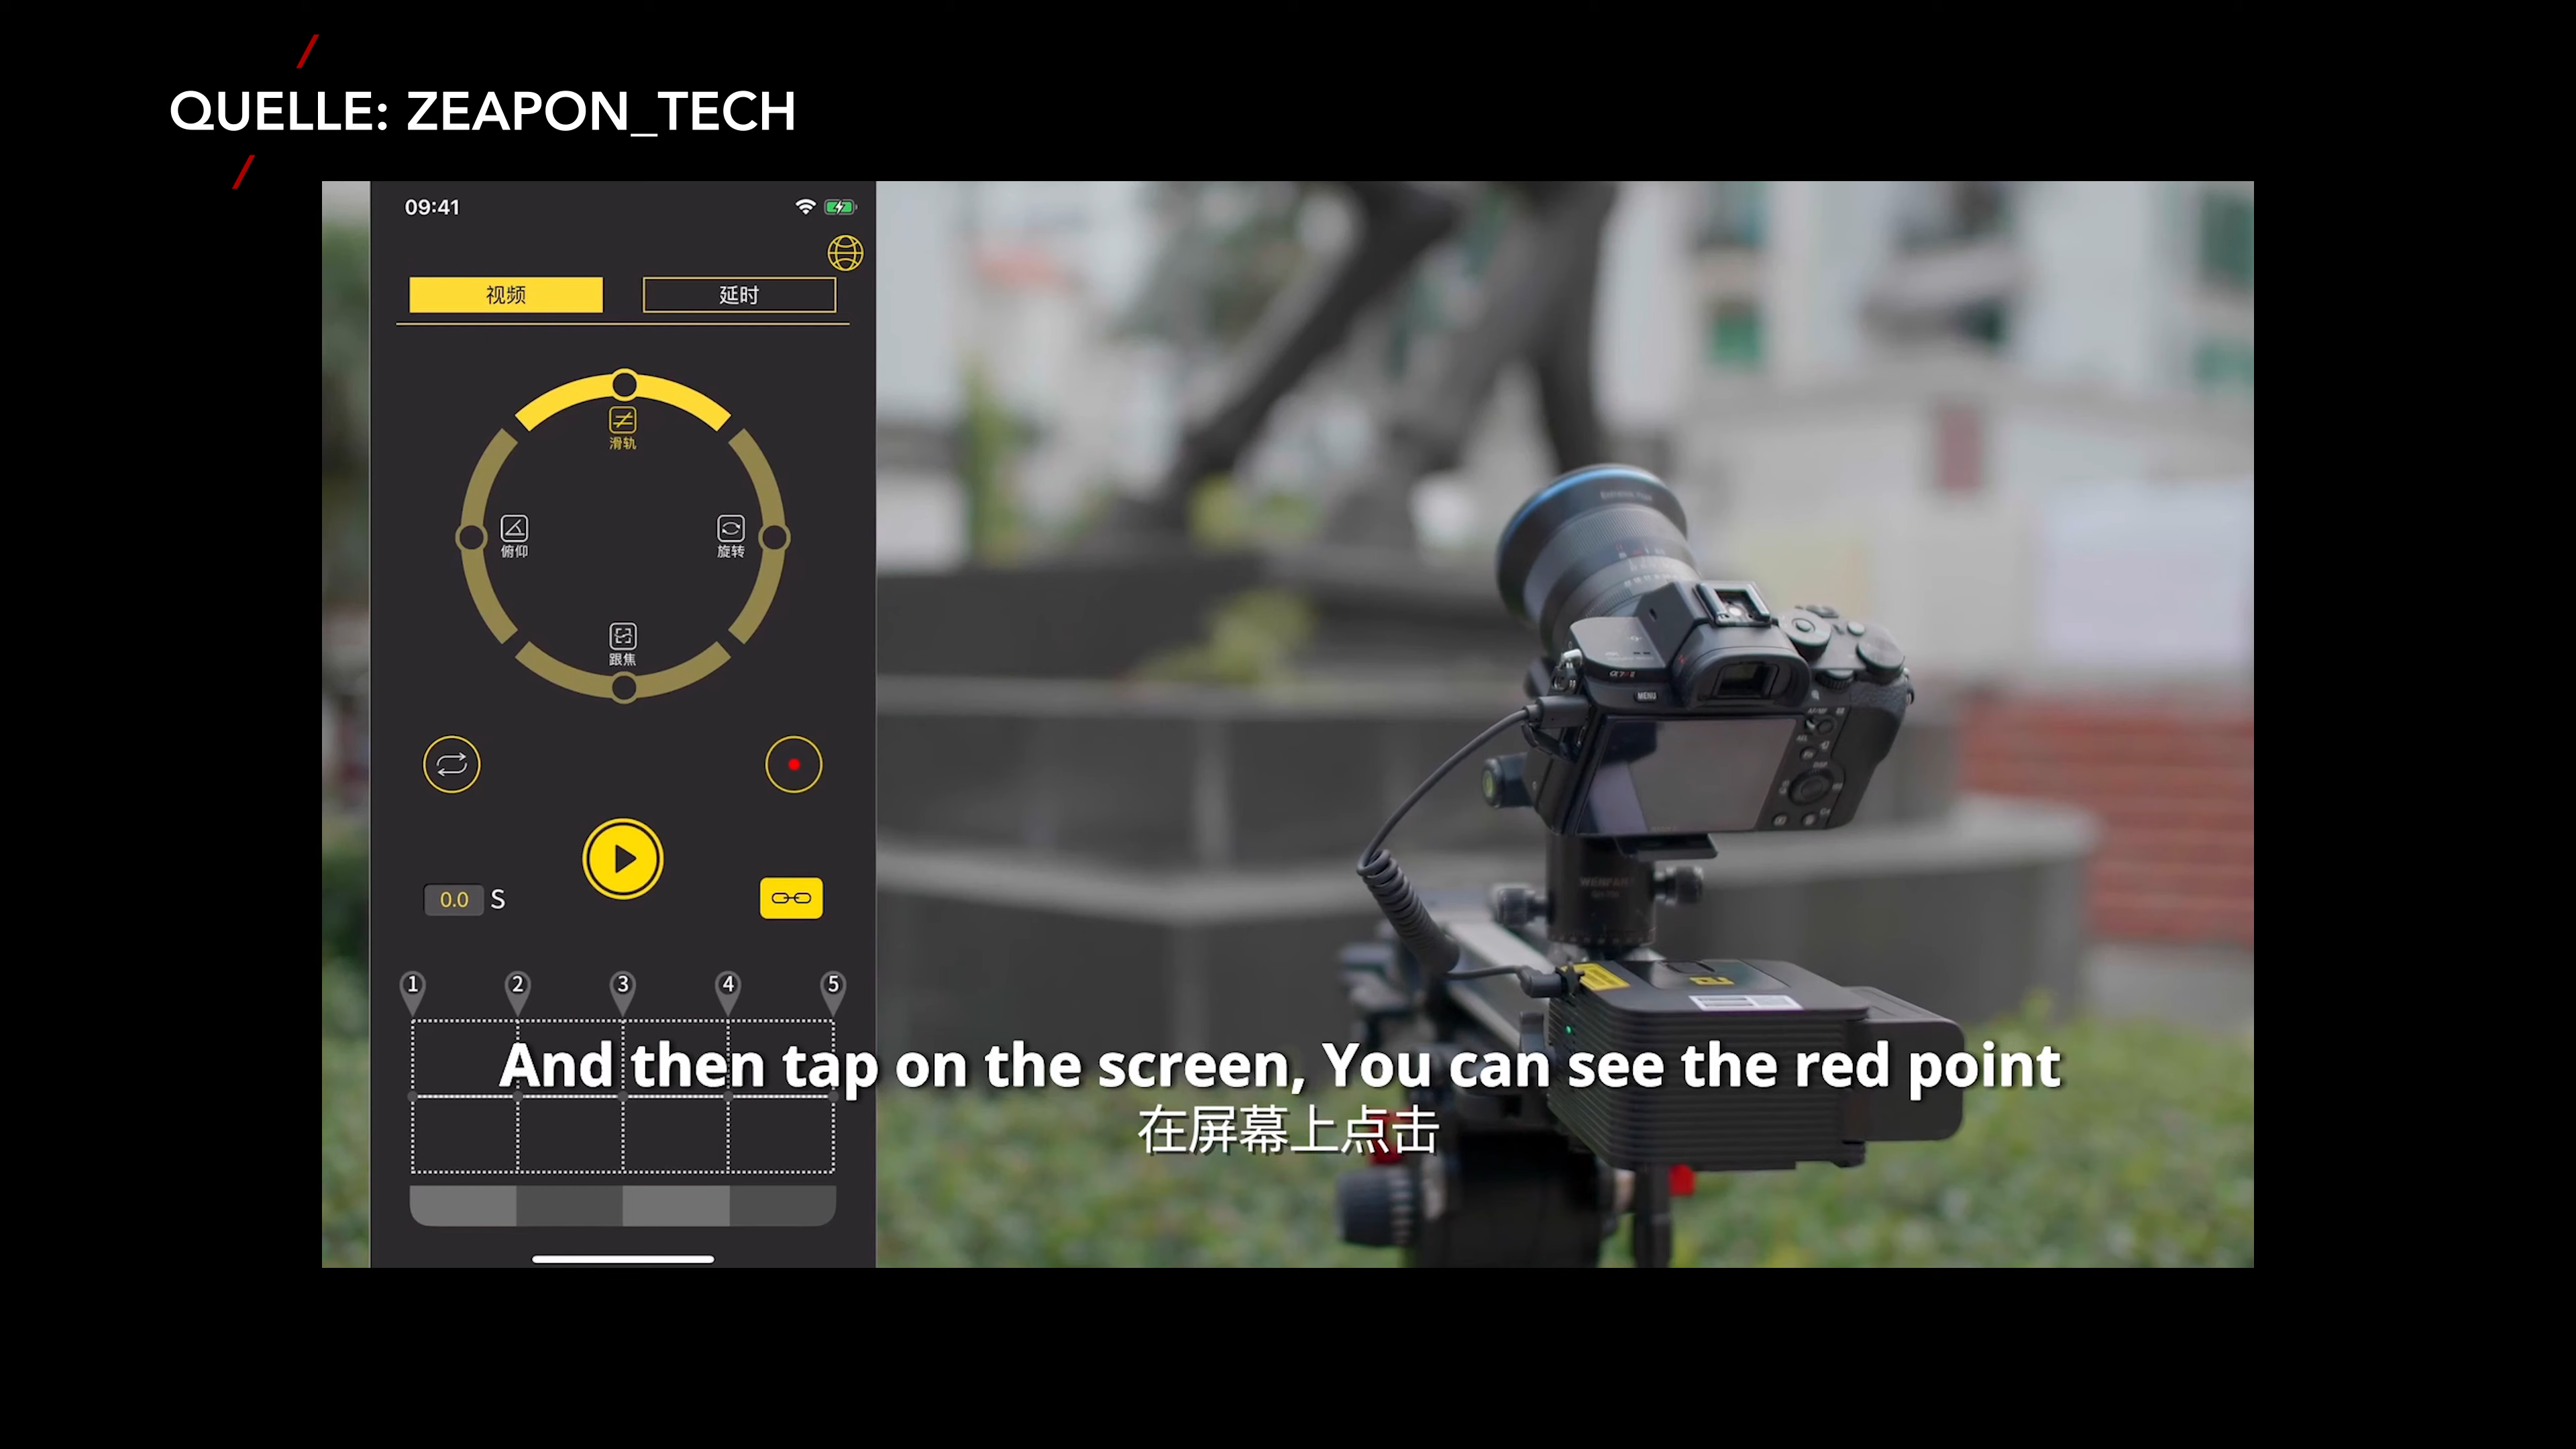 QUELLE: ZEAPON_TECH
09:41
视频
延时
滑轨
俯仰
旋转
跟焦
0.0 S
1 2 3 4 5
MENU
And then tap on the screen, You can see the red point
在屏幕上点击